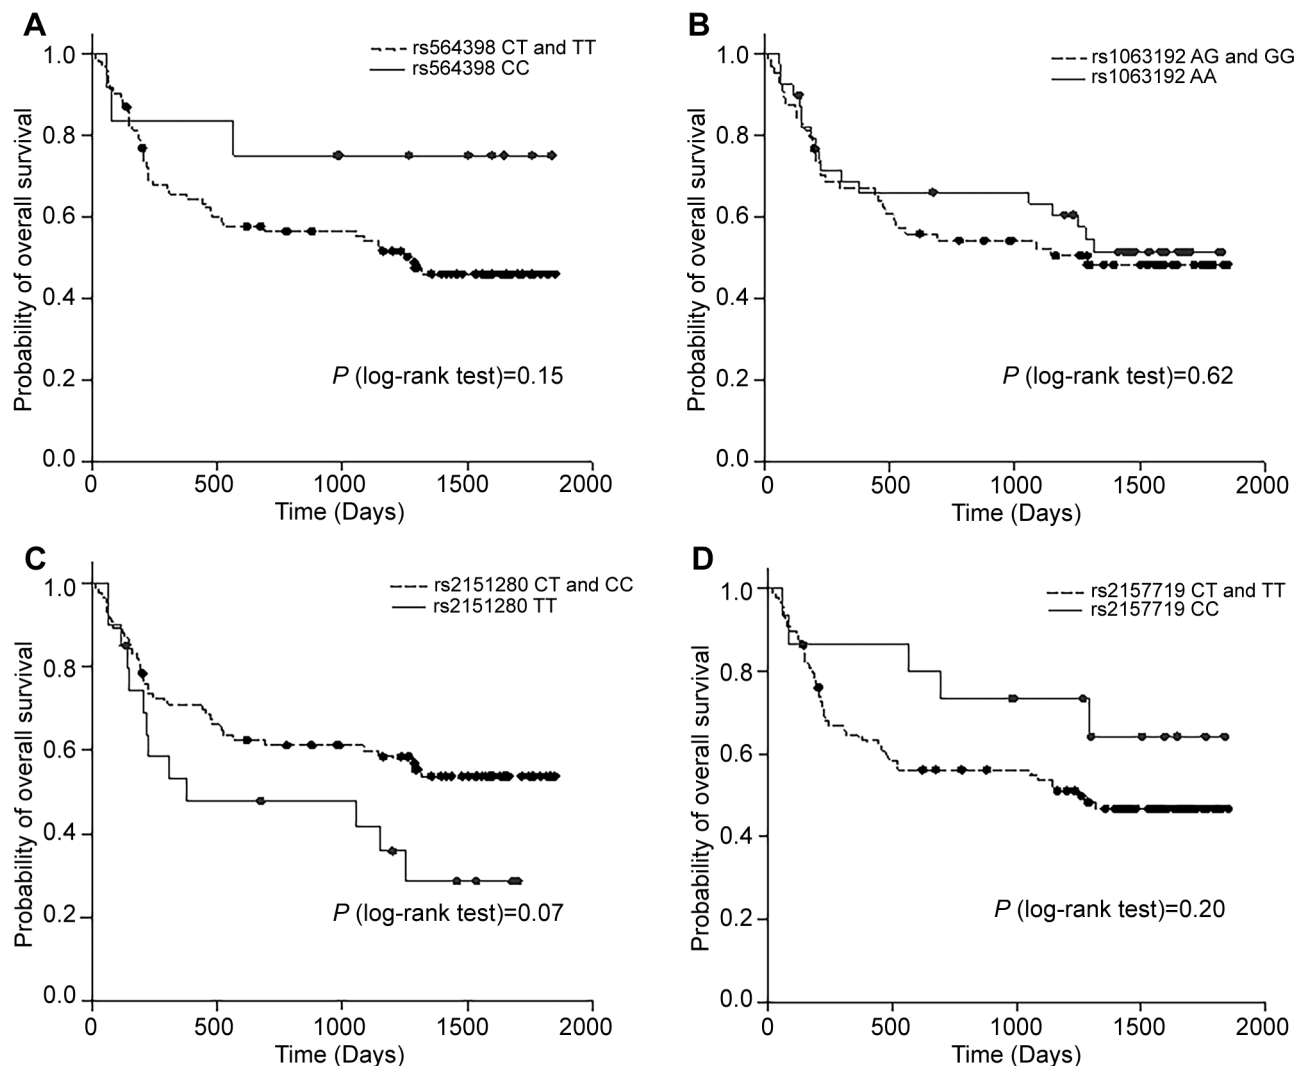 A
rs564398 CT and TT
rs564398 CC
Probability of overall survival
1.0
0.8
0.6
0.4
0.2
0.0
P (log-rank test)=0.15
0 500 1000 1500 2000
Time (Days)
B
rs1063192 AG and GG
rs1063192 AA
Probability of overall survival
1.0
0.8
0.6
0.4
0.2
0.0
P (log-rank test)=0.62
0 500 1000 1500 2000
Time (Days)
C
rs2151280 CT and CC
rs2151280 TT
Probability of overall survival
1.0
0.8
0.6
0.4
0.2
0.0
P (log-rank test)=0.07
0 500 1000 1500 2000
Time (Days)
D
rs2157719 CT and TT
rs2157719 CC
Probability of overall survival
1.0
0.8
0.6
0.4
0.2
0.0
P (log-rank test)=0.20
0 500 1000 1500 2000
Time (Days)